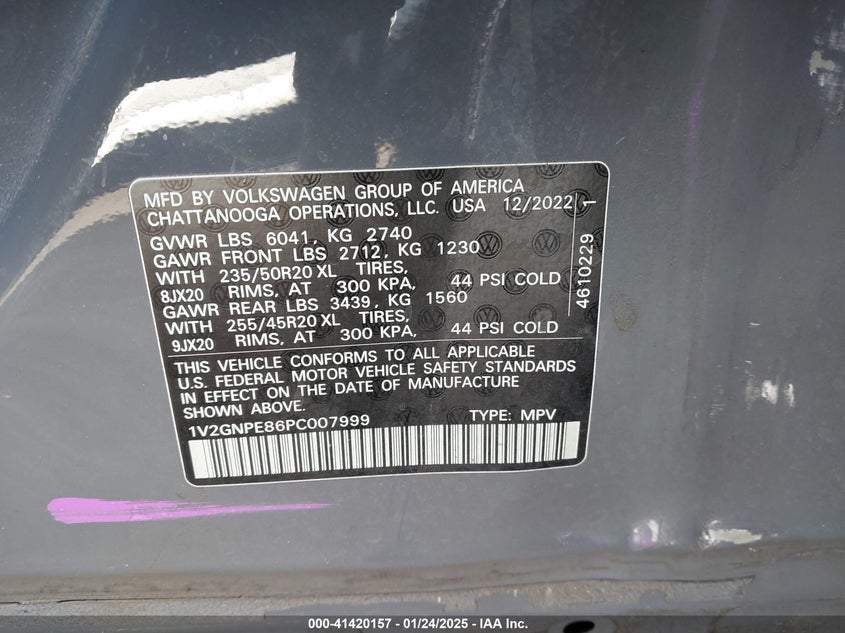 MFD BY VOLKSWAGEN GROUP OF AMERICA
CHATTANOOGA OPERATIONS, LLC. USA 12/2022
GVWR LBS 6041, KG 2740
GAWR FRONT LBS 2712, KG 1230
WITH 235/50R20 XL TIRES,
8JX20 RIMS, AT 300 KPA, 44 PSI COLD
GAWR REAR LBS 3439, KG 1560
WITH 255/45R20 XL TIRES,
9JX20 RIMS, AT 300 KPA, 44 PSI COLD
4610229 1
THIS VEHICLE CONFORMS TO ALL APPLICABLE
U.S. FEDERAL MOTOR VEHICLE SAFETY STANDARDS
IN EFFECT ON THE DATE OF MANUFACTURE
SHOWN ABOVE.
1V2GNPE86PC007999 TYPE: MPV
000-41420157 - 01/24/2025 - IAA Inc.